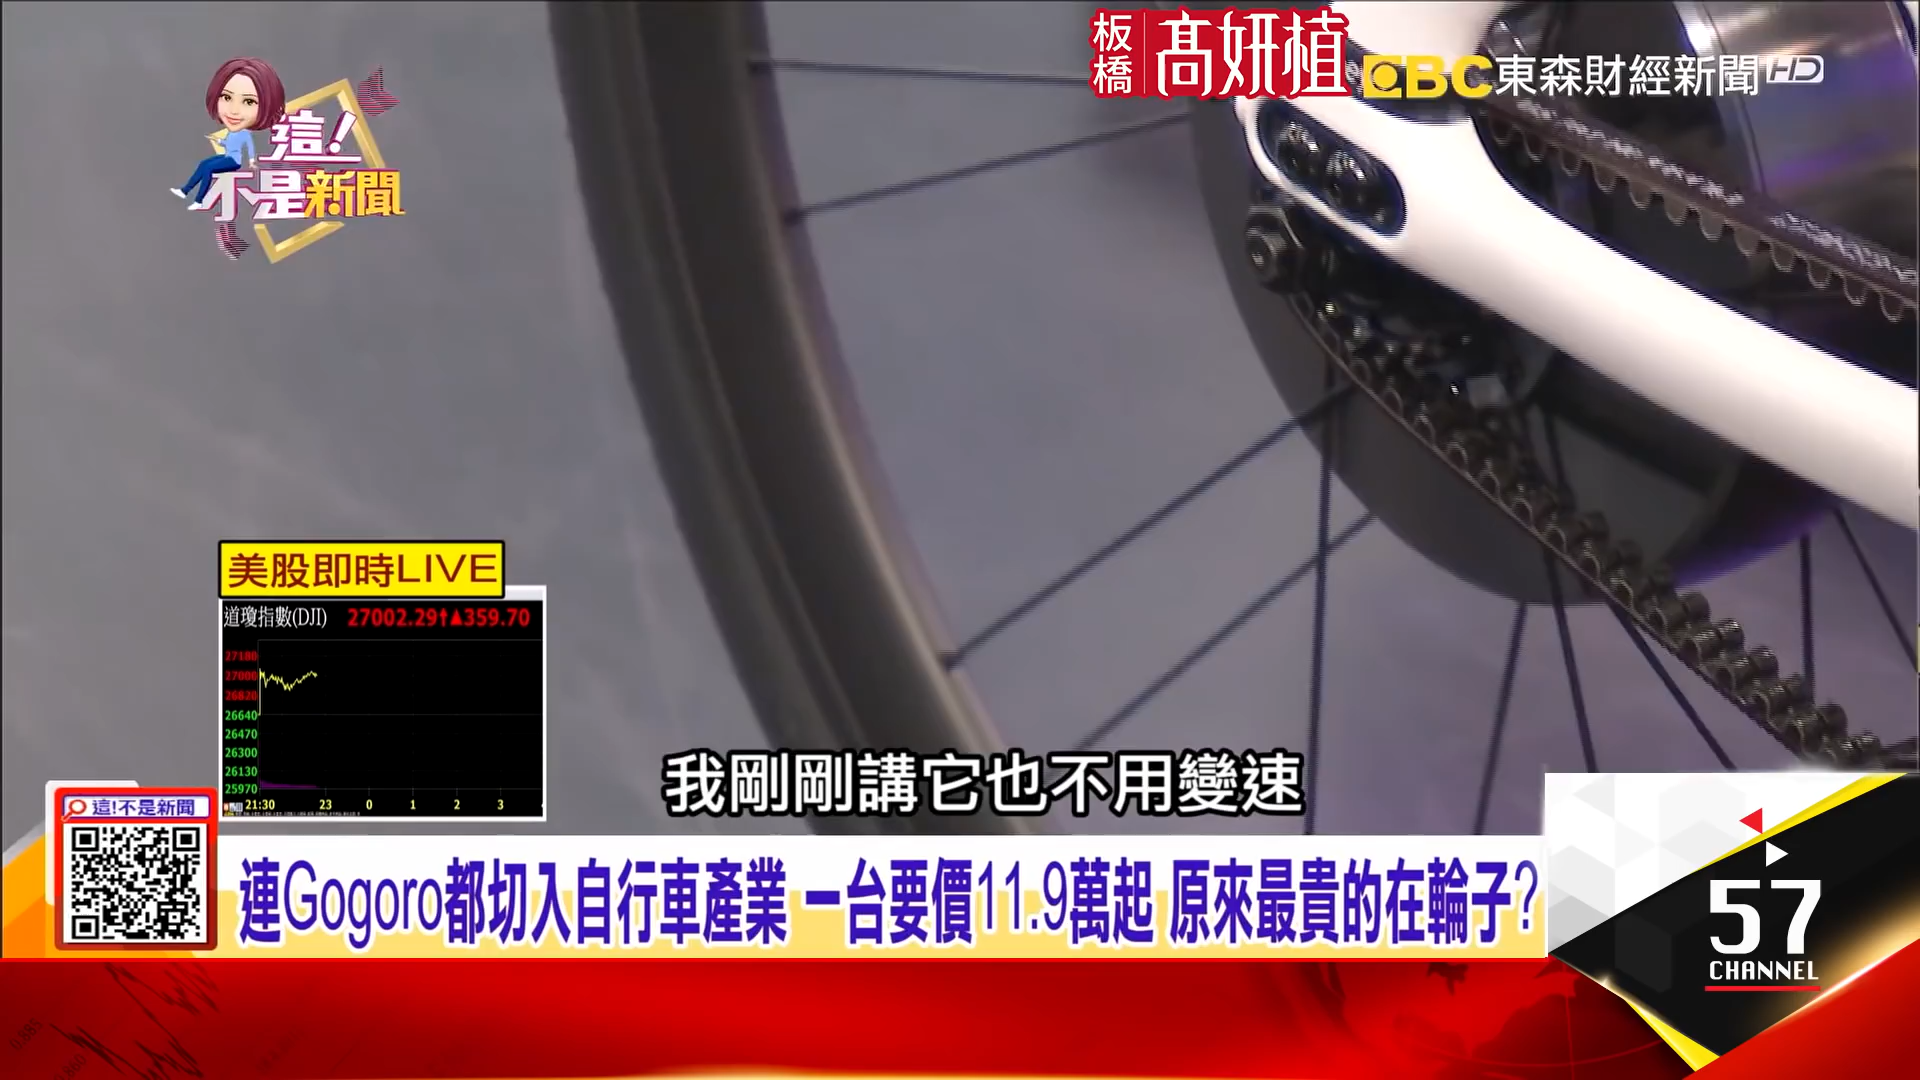 板橋 高妍植
EBC 東森財經新聞 HD
這!
不是新聞
美股即時LIVE
道瓊指數(DJI) 27002.29↑▲359.70
27180
27000
26820
26640
26470
26300
26130
25970
21:30 23 0 1 2 3
我剛剛講它也不用變速
這!不是新聞
連Gogoro都切入自行車產業 一台要價11.9萬起 原來最貴的在輪子?
57
CHANNEL